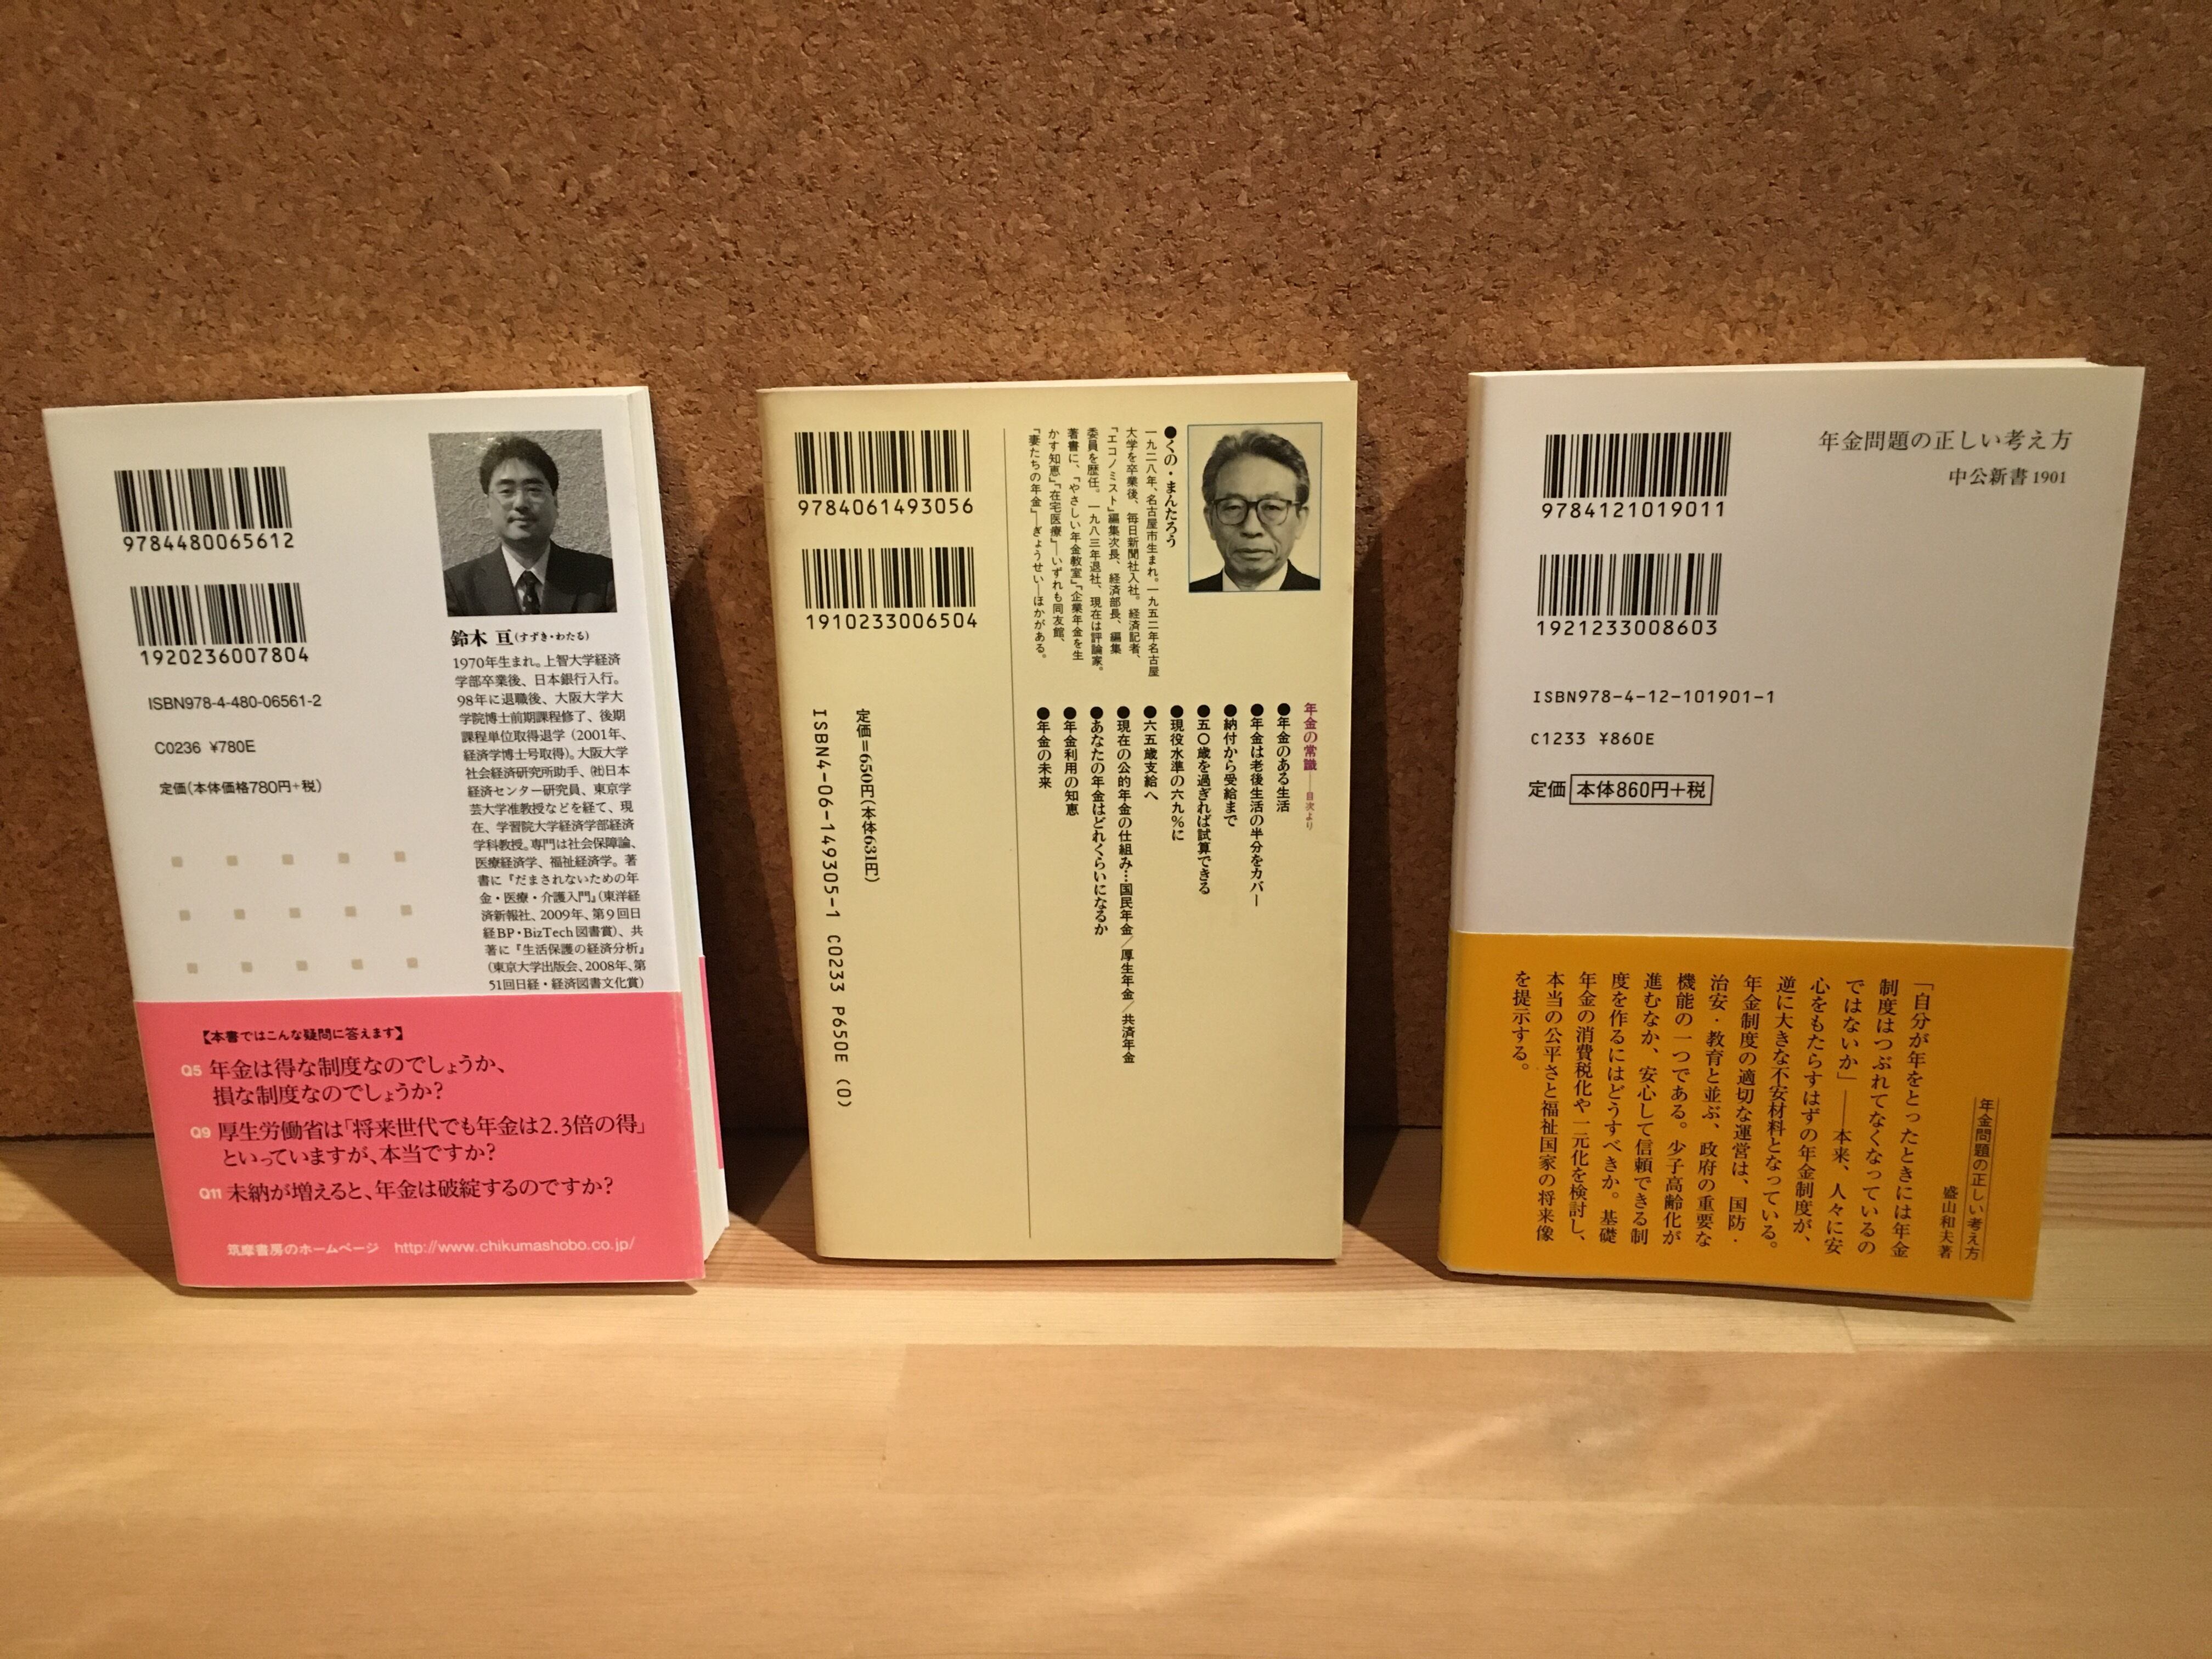 9784480065612
1920236007804
ISBN978-4-480-06561-2
C0236 ¥780E
定価(本体価格780円+税)
鈴木 亘(すずき・わたる)
1970年生まれ。上智大学経済
学部卒業後、日本銀行入行。
98年に退職後、大阪大学大
学院博士前期課程修了、後期
課程単位取得退学(2001年、
経済学博士号取得)。大阪大学
社会経済研究所助手、㈳日本
経済センター研究員、東京学
芸大学准教授などを経て、現
在、学習院大学経済学部経済
学科教授。専門は社会保障論、
医療経済学、福祉経済学。著
書に『だまされないための年
金・医療・介護入門』(東洋経
済新報社、2009年、第9回日
経BP・BizTech図書賞)、共
著に『生活保護の経済分析』
(東京大学出版会、2008年、第
51回日経・経済図書文化賞)
【本書ではこんな疑問に答えます】
Q5 年金は得な制度なのでしょうか、
損な制度なのでしょうか?
Q9 厚生労働省は「将来世代でも年金は2.3倍の得」
といっていますが、本当ですか?
Q11 未納が増えると、年金は破綻するのですか?
筑摩書房のホームページ http://www.chikumashobo.co.jp/
9784061493056
1910233006504
●くの・まんたろう
一九二八年、名古屋市生まれ。一九五二年名古屋
大学を卒業後、毎日新聞社入社。経済記者、
「エコノミスト」編集次長、経済部長、編集
委員を歴任。一九八三年退社、現在は評論家。
著書に、『やさしい年金教室』『企業年金を生
かす知恵』『在宅医療』―いずれも同友館、
『妻たちの年金』―ぎょうせい―ほかがある。
年金の常識――目次より
●年金のある生活
●年金は老後生活の半分をカバー
●納付から受給まで
●五〇歳を過ぎれば試算できる
●現役水準の六九%に
●六五歳支給へ
●現在の公的年金の仕組み…国民年金/厚生年金/共済年金
●あなたの年金はどれくらいになるか
●年金利用の知恵
●年金の未来
定価=650円(本体631円)
ISBN4-06-149305-1 C0233 P650E (0)
年金問題の正しい考え方
中公新書 1901
9784121019011
1921233008603
ISBN978-4-12-101901-1
C1233 ¥860E
定価 本体860円+税
年金問題の正しい考え方
盛山和夫著
「自分が年をとったときには年金
制度はつぶれてなくなっているの
ではないか」――本来、人々に安
心をもたらすはずの年金制度が、
逆に大きな不安材料となっている。
年金制度の適切な運営は、国防・
治安・教育と並ぶ、政府の重要な
機能の一つである。少子高齢化が
進むなか、安心して信頼できる制
度を作るにはどうすべきか。基礎
年金の消費税化や一元化を検討し、
本当の公平さと福祉国家の将来像
を提示する。